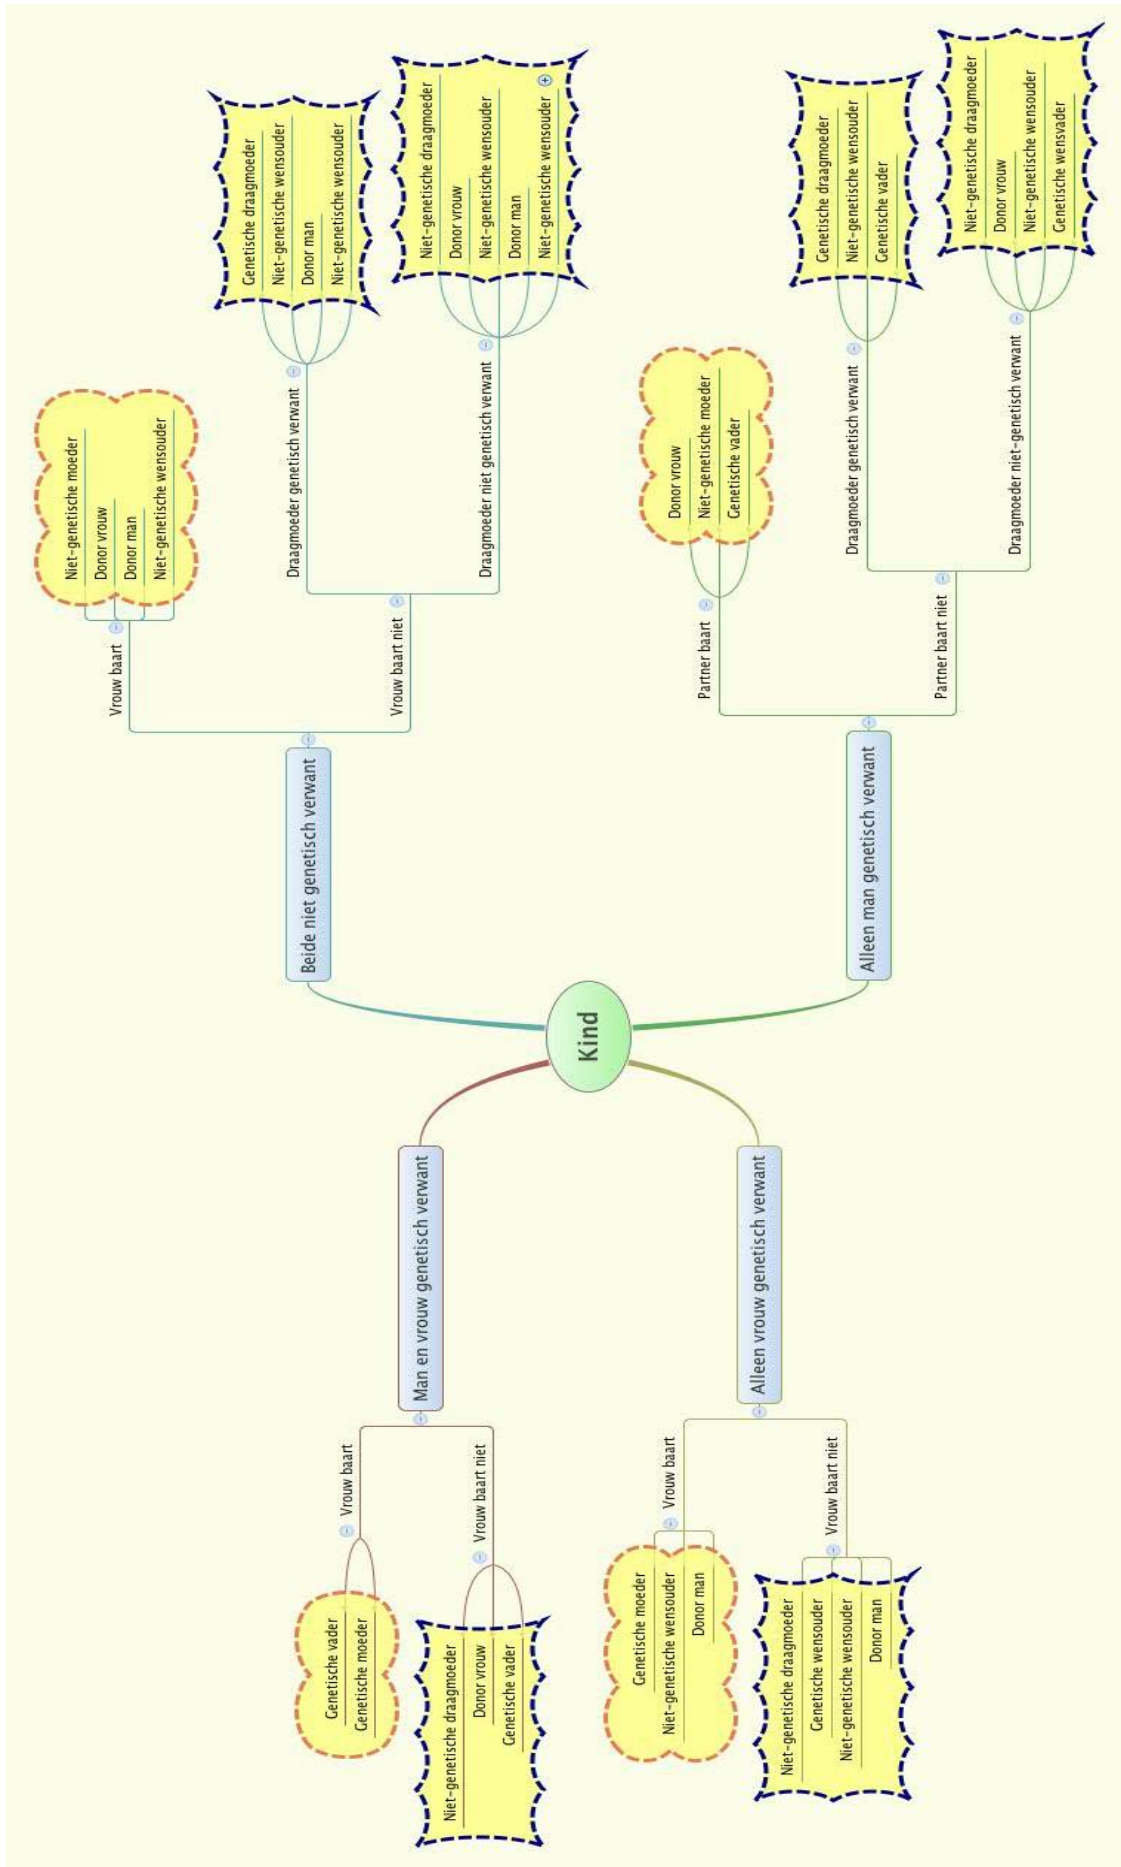 Kind
Man en vrouw genetisch verwant
Vrouw baart
Genetische vader
Genetische moeder
Vrouw baart niet
Niet-genetische draagmoeder
Donor vrouw
Genetische vader
Alleen vrouw genetisch verwant
Vrouw baart
Genetische moeder
Niet-genetische wensouder
Donor man
Vrouw baart niet
Niet-genetische draagmoeder
Genetische wensouder
Niet-genetische wensouder
Donor man
Beide niet genetisch verwant
Vrouw baart
Niet-genetische moeder
Donor vrouw
Donor man
Niet-genetische wensouder
Vrouw baart niet
Draagmoeder genetisch verwant
Genetische draagmoeder
Niet-genetische wensouder
Donor man
Niet-genetische wensouder
Draagmoeder niet genetisch verwant
Niet-genetische draagmoeder
Donor vrouw
Niet-genetische wensouder
Donor man
Niet-genetische wensouder
Alleen man genetisch verwant
Partner baart
Donor vrouw
Niet-genetische moeder
Genetische vader
Partner baart niet
Draagmoeder genetisch verwant
Genetische draagmoeder
Niet-genetische wensouder
Genetische vader
Draagmoeder niet-genetisch verwant
Niet-genetische draagmoeder
Donor vrouw
Niet-genetische wensouder
Genetische wensvader